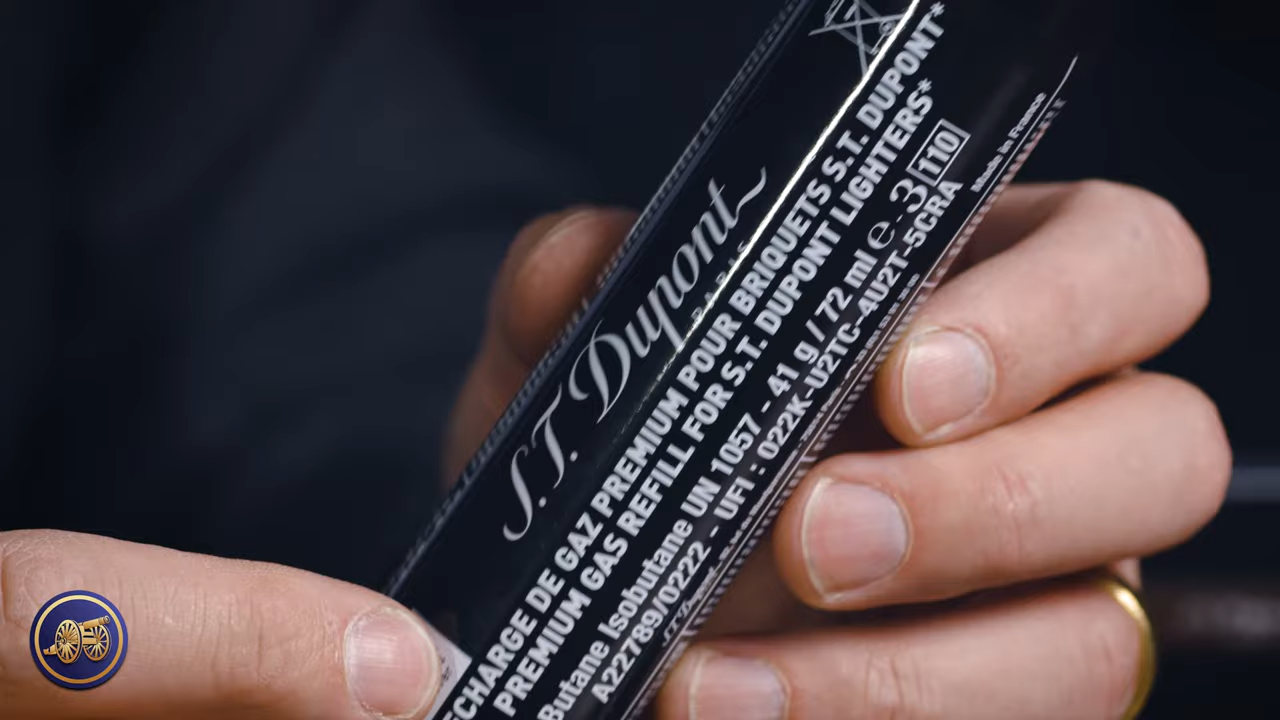 S.T. Dupont
PARIS
ECHARGE DE GAZ PREMIUM POUR BRIQUETS S.T. DUPONT*
PREMIUM GAS REFILL FOR S.T. DUPONT LIGHTERS*
Butane Isobutane UN 1057 - 41 g / 72 ml e - 3 110
A22789/0222 - UFI : 022K-U2TC-4U2T-5CRA
Made in France